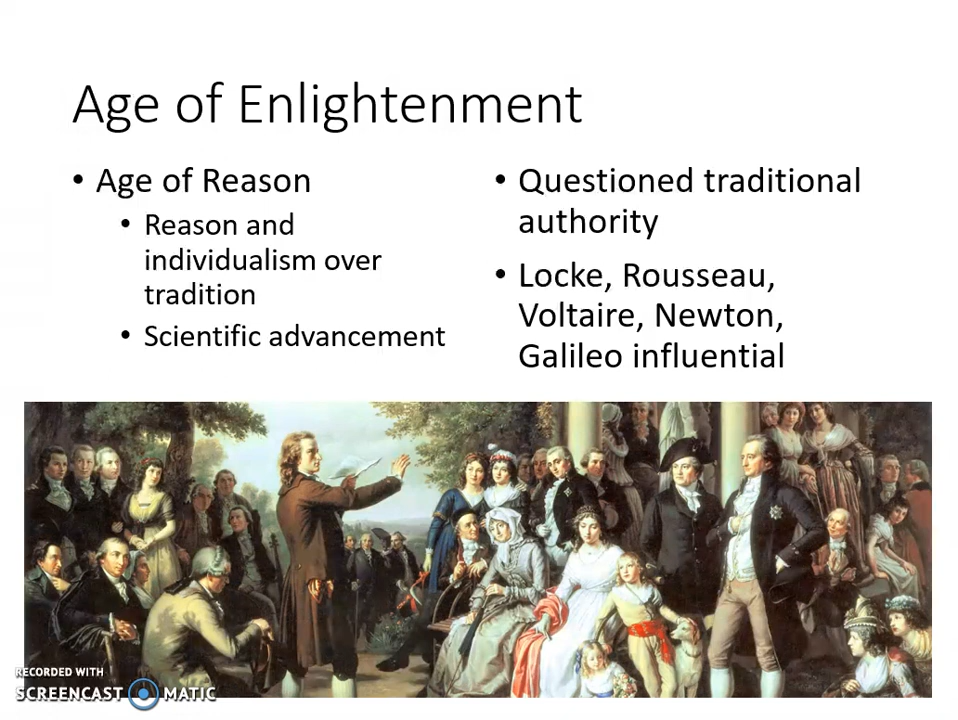 Age of Enlightenment
• Age of Reason
• Reason and
individualism over
tradition
• Scientific advancement
• Questioned traditional
authority
• Locke, Rousseau,
Voltaire, Newton,
Galileo influential
RECORDED WITH
SCREENCAST MATIC